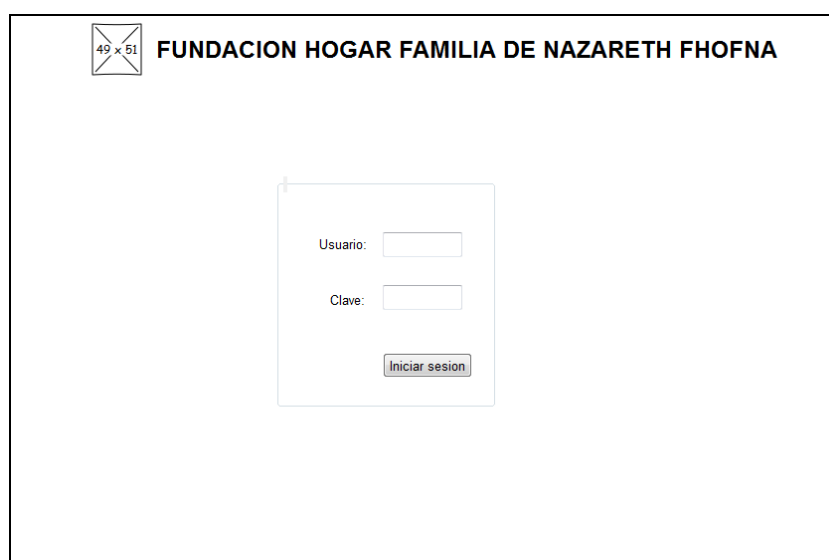 49 x 51
FUNDACION HOGAR FAMILIA DE NAZARETH FHOFNA
Usuario:
Clave:
Iniciar sesion